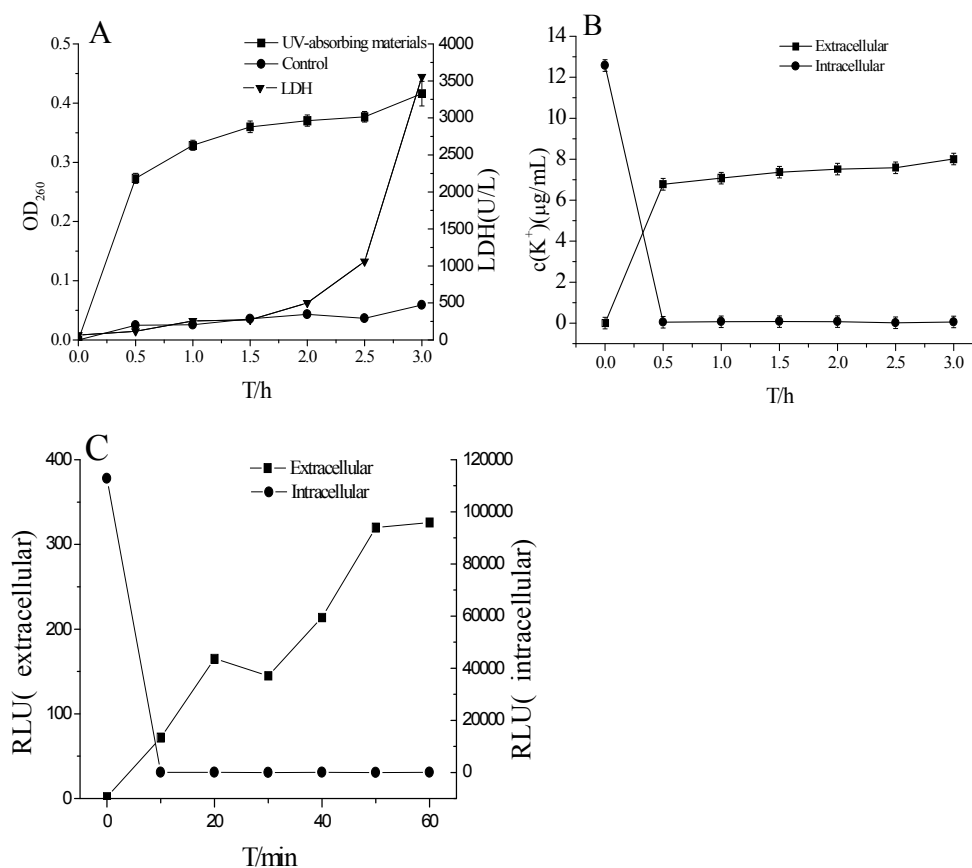 A
UV-absorbing materials
Control
LDH
OD260
0.5
0.4
0.3
0.2
0.1
0.0
4000
3500
3000
2500
2000
1500
1000
500
0
LDH(U/L)
0.0 0.5 1.0 1.5 2.0 2.5 3.0
T/h
B
Extracellular
Intracellular
c(K+)(μg/mL)
14
12
10
8
6
4
2
0
0.0 0.5 1.0 1.5 2.0 2.5 3.0
T/h
C
Extracellular
Intracellular
RLU( extracellular)
400
300
200
100
0
120000
100000
80000
60000
40000
20000
0
RLU( intracellular)
0 20 40 60
T/min